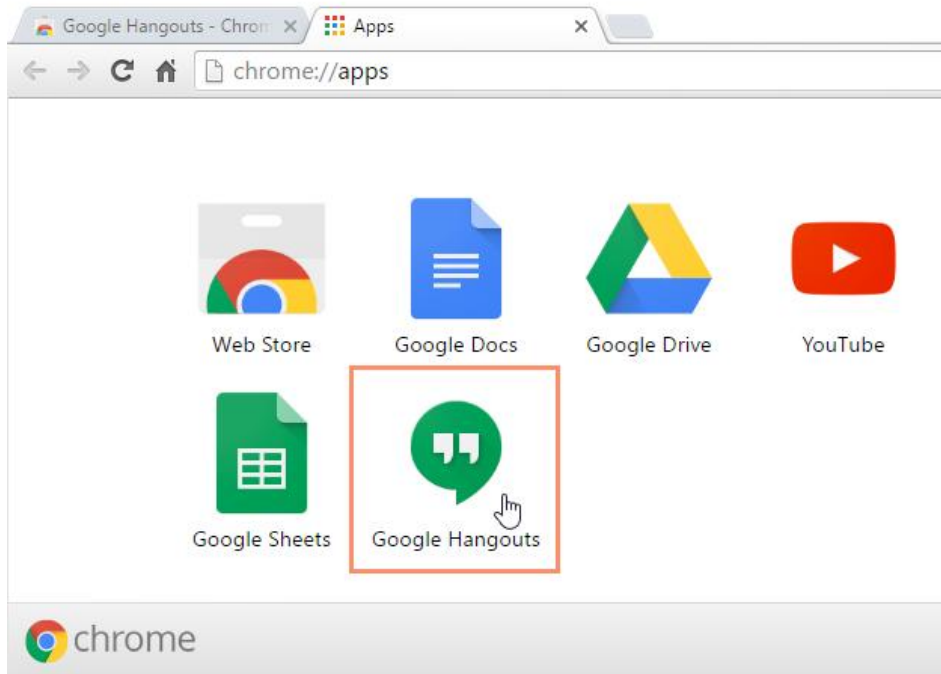 Google Hangouts - Chrom
Apps
chrome://apps
Web Store
Google Docs
Google Drive
YouTube
Google Sheets
Google Hangouts
chrome